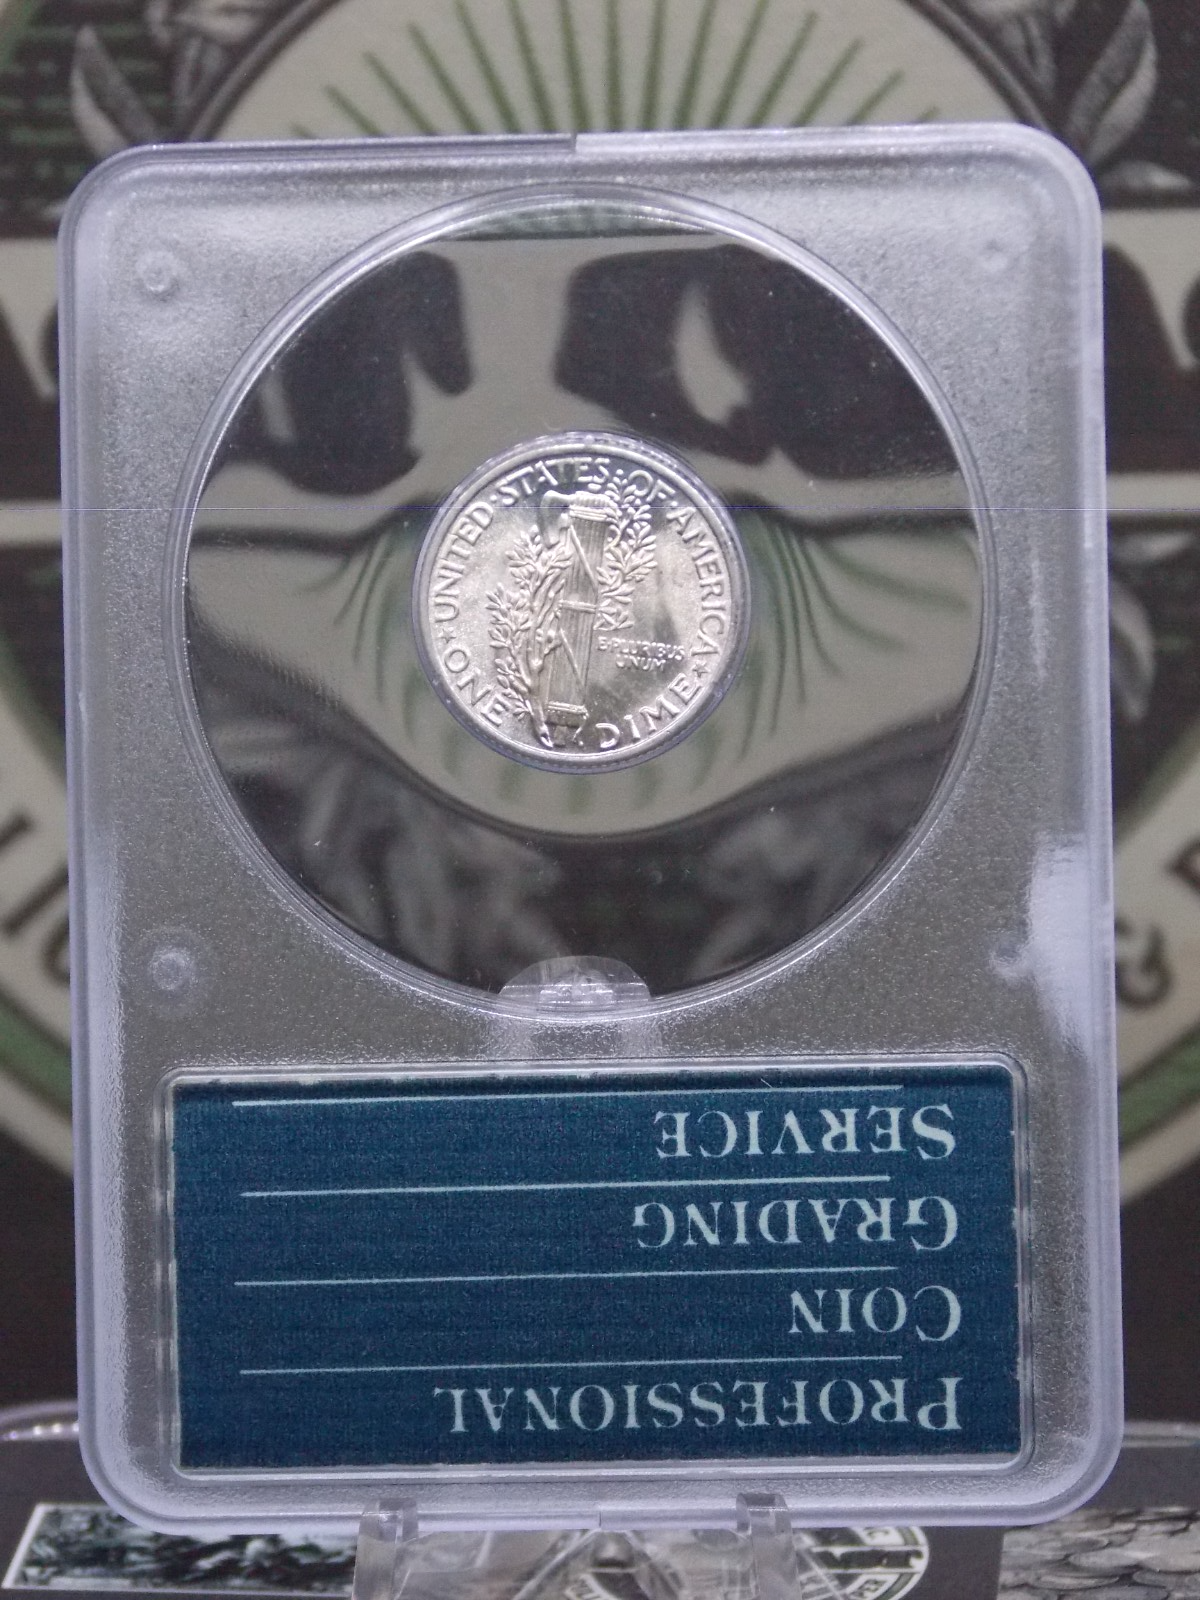 UNITED·STATES·OF·AMERICA
E·PLURIBUS
UNUM
ONE DIME
PROFESSIONAL
COIN
GRADING
SERVICE